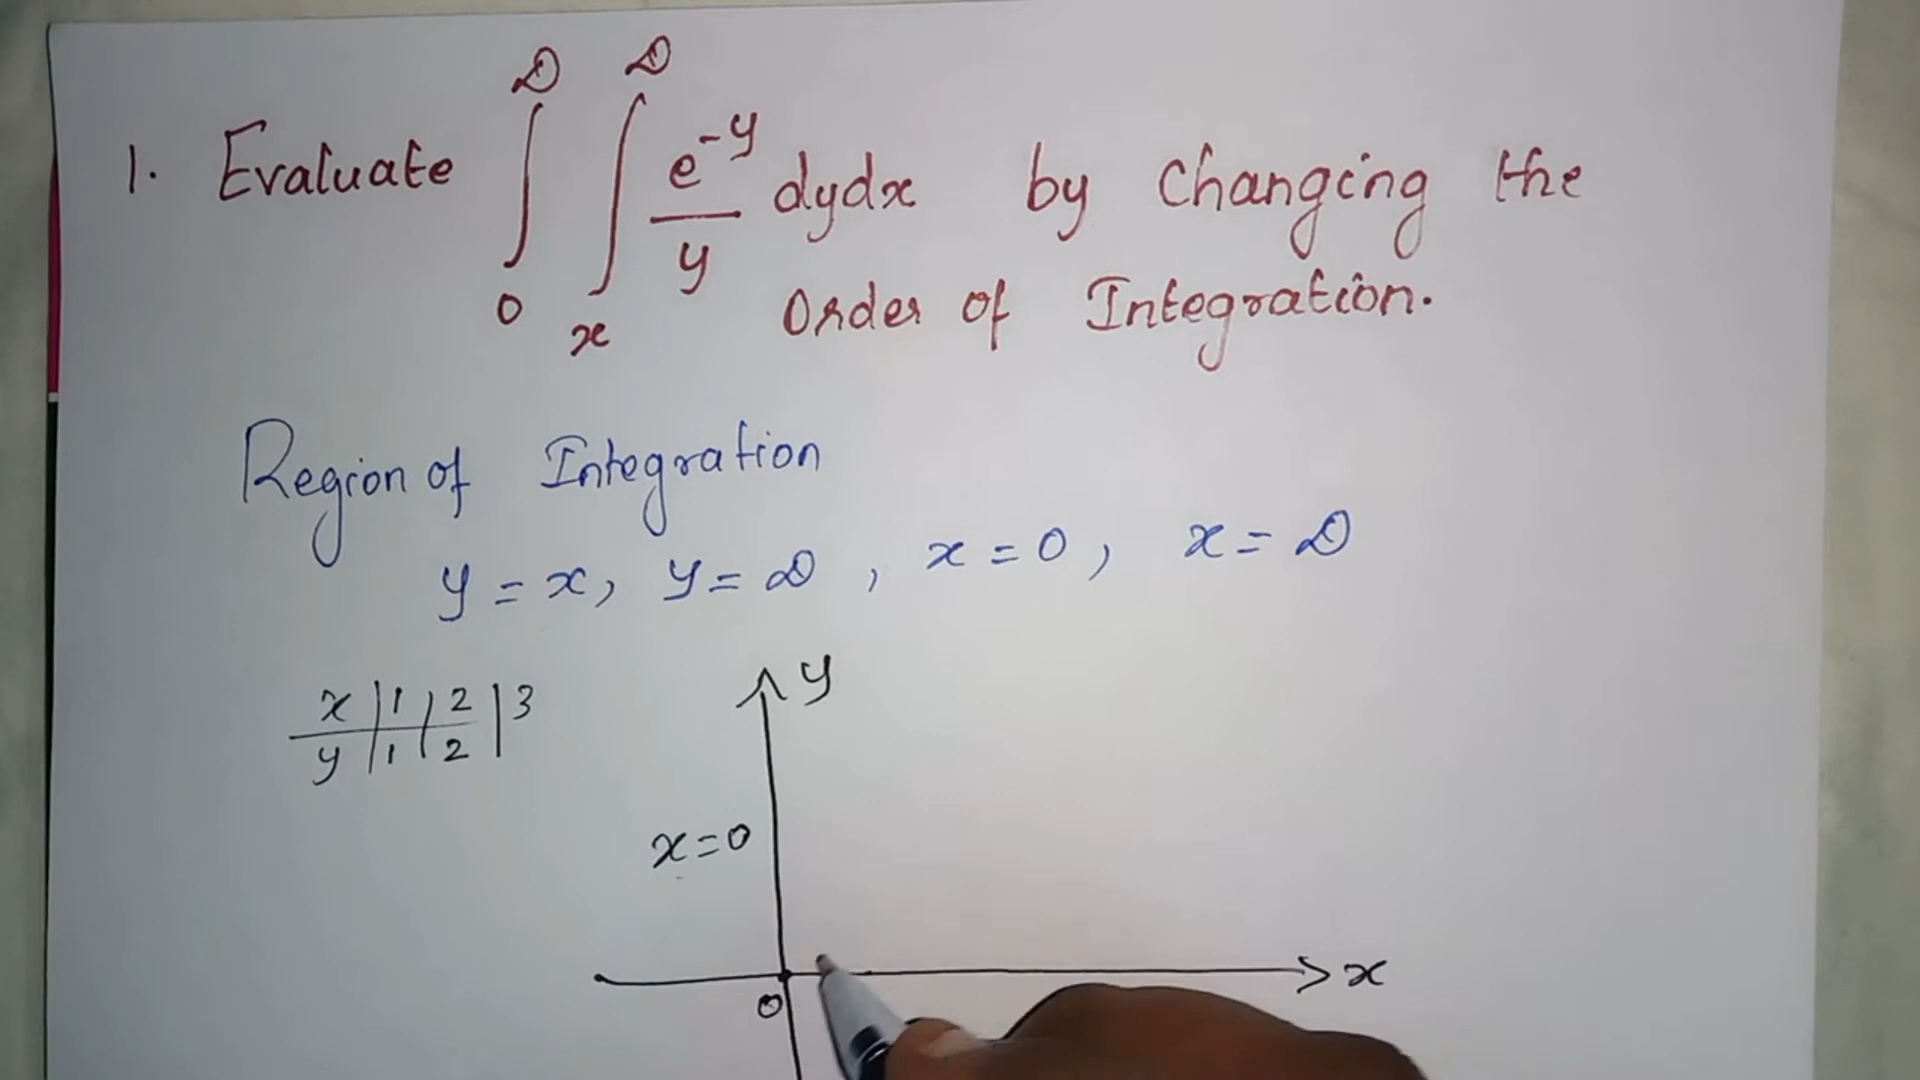 1. Evaluate ∫₀^∞ ∫ₓ^∞ e^{-y}/y dydx by changing the
Order of Integration.
Region of Integration
y = x, y = ∞, x = 0, x = ∞
x | 1 | 2 | 3
y | 1 | 2 |
y
x=0
x
0